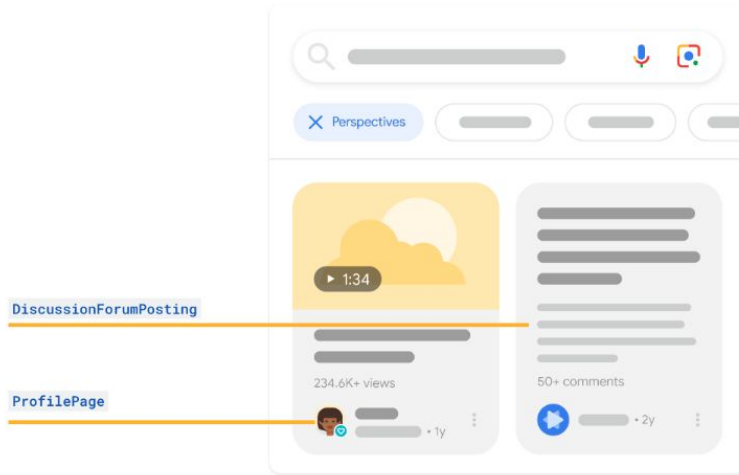 Perspectives
1:34
DiscussionForumPosting
234.6K+ views
50+ comments
ProfilePage
• 1y
• 2y